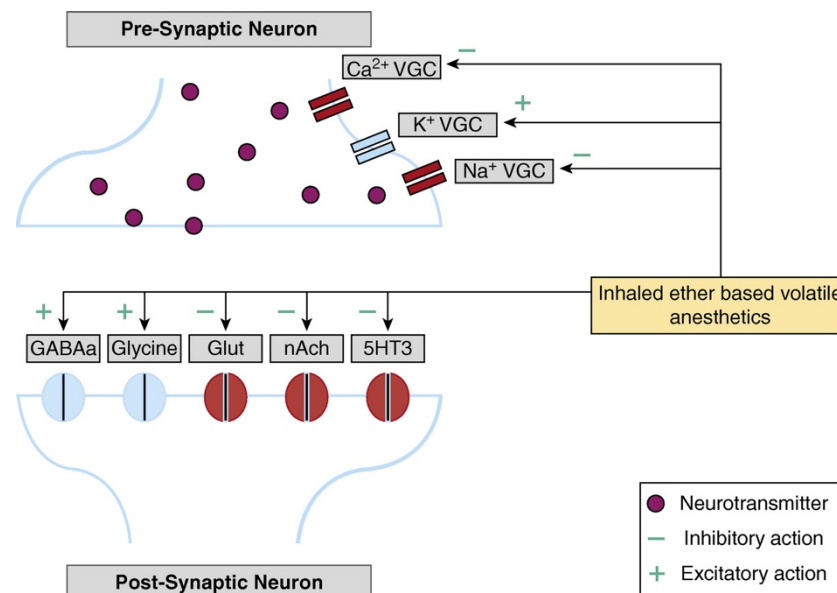 Pre-Synaptic Neuron
−
Ca²⁺ VGC
+
K⁺ VGC
−
Na⁺ VGC
Inhaled ether based volatile
anesthetics
+ + − − −
GABAa Glycine Glut nAch 5HT3
Neurotransmitter
− Inhibitory action
+ Excitatory action
Post-Synaptic Neuron